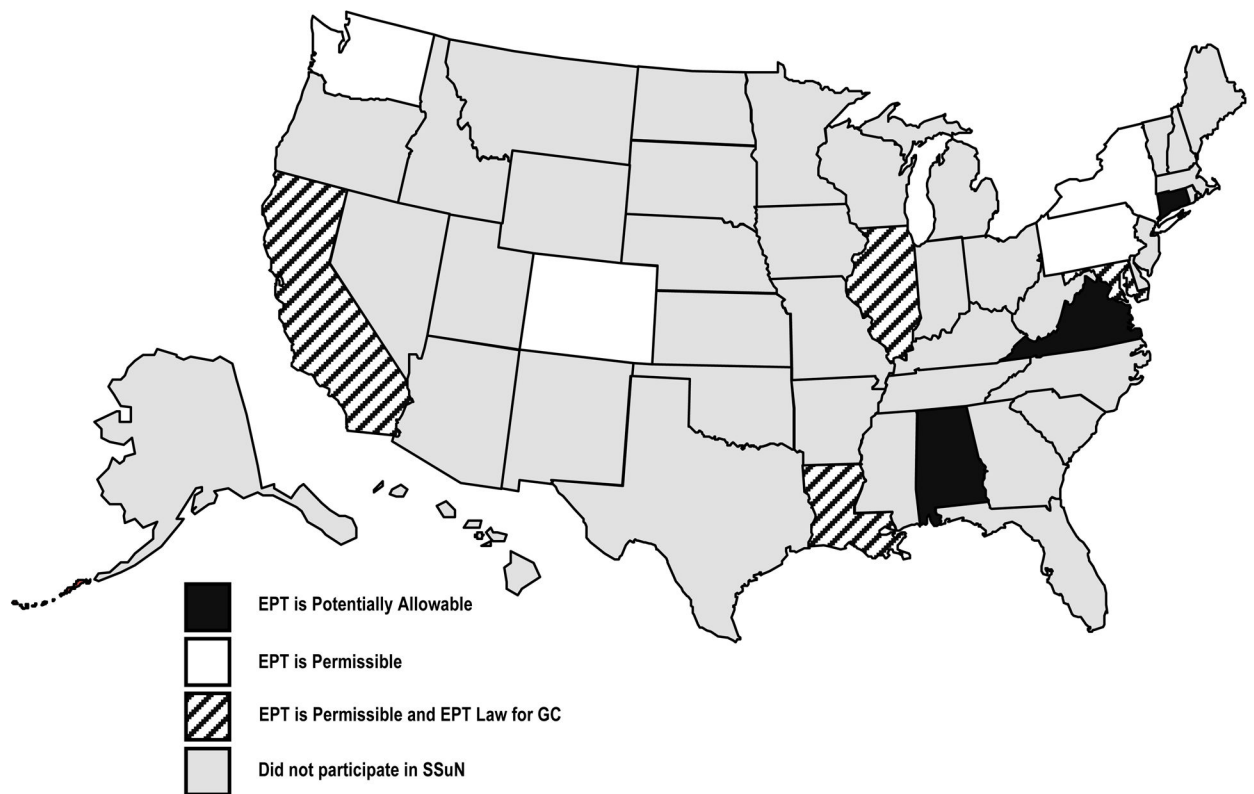 EPT is Potentially Allowable
EPT is Permissible
EPT is Permissible and EPT Law for GC
Did not participate in SSuN